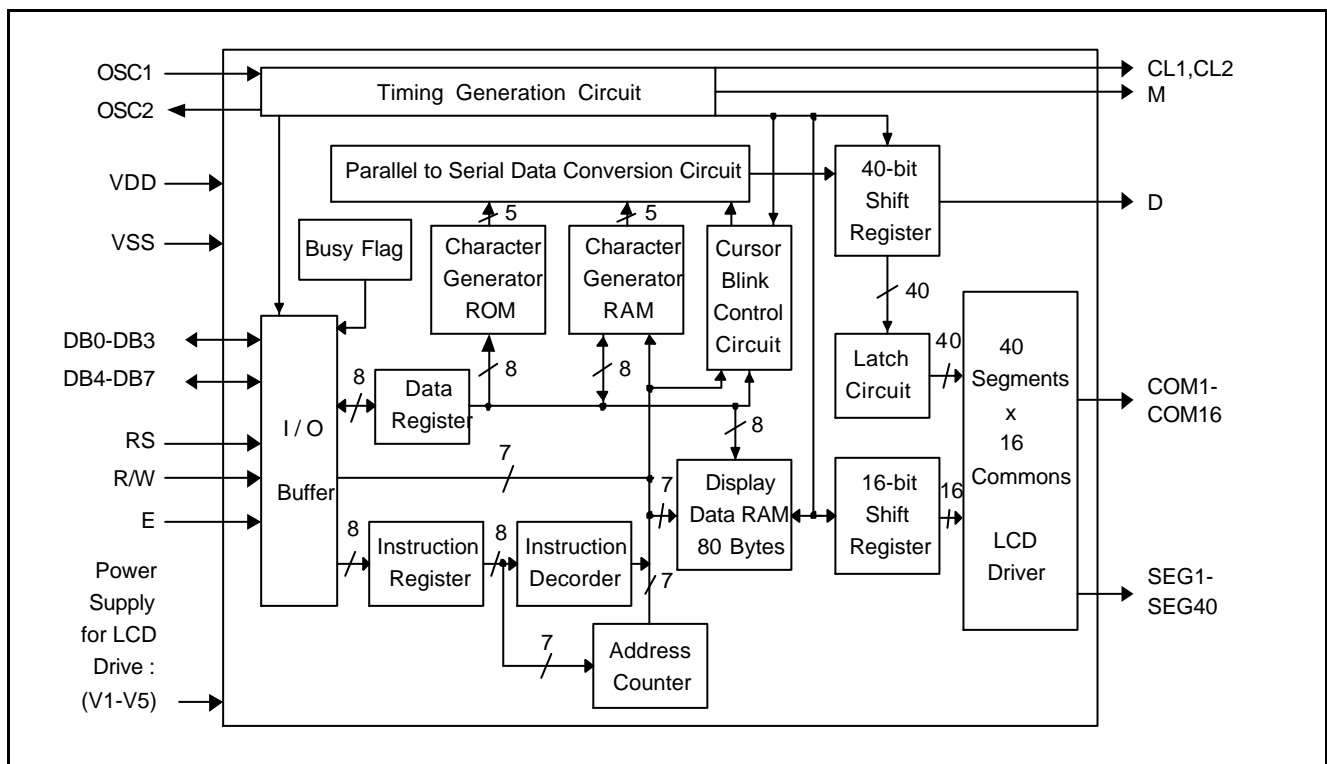 OSC1
OSC2
VDD
VSS
DB0-DB3
DB4-DB7
RS
R/W
E
Power
Supply
for LCD
Drive :
(V1-V5)
Timing Generation Circuit
Parallel to Serial Data Conversion Circuit
40-bit
Shift
Register
Busy Flag
5
Character
Generator
ROM
5
Character
Generator
RAM
Cursor
Blink
Control
Circuit
40
8
8
8
Data
Register
I / O
Buffer
7
8
Instruction
Register
8
Instruction
Decorder
7
7
Address
Counter
8
7
Display
Data RAM
80 Bytes
Latch
Circuit
40
16-bit
Shift
Register
16
40
Segments
x
16
Commons
LCD
Driver
CL1,CL2
M
D
COM1-
COM16
SEG1-
SEG40